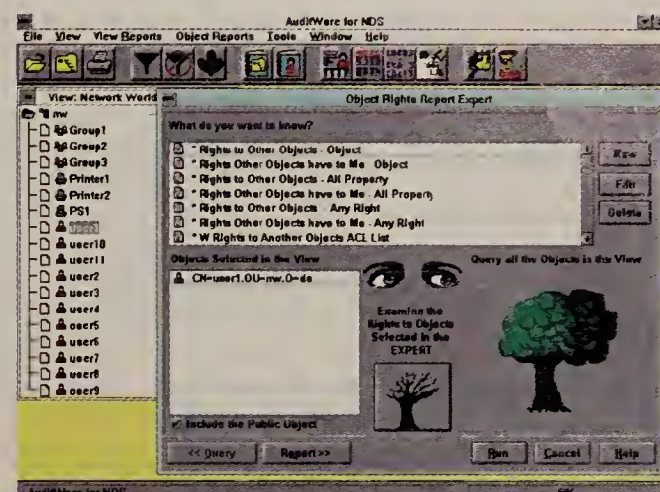 AuditWare for NDS
File View View Reports Object Reports Tools Window Help
View: Network World
nw
Group1
Group2
Group3
Printer1
Printer2
PS1
user1
user10
user11
user2
user3
user4
user5
user6
user7
user8
user9
Object Rights Report Expert
What do you want to know?
* Rights to Other Objects - Object
* Rights Other Objects have to Me - Object
* Rights to Other Objects - All Property
* Rights Other Objects have to Me - All Property
* Rights to Other Objects - Any Right
* Rights Other Objects have to Me - Any Right
* W Rights to Another Objects ACL List
New
Edit
Delete
Objects Selected in the View
CN=user1.OU=nw.O=de
Include the Public Object
Examine the
Rights to Objects
Selected in the
EXPERT
Query all the Objects in the View
<< Query
Report >>
Run
Cancel
Help
AuditWare for NDS